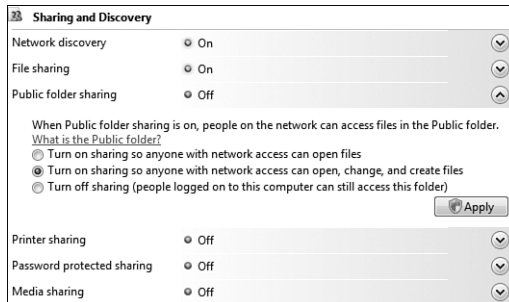 Sharing and Discovery
Network discovery On
File sharing On
Public folder sharing Off
When Public folder sharing is on, people on the network can access files in the Public folder.
What is the Public folder?
Turn on sharing so anyone with network access can open files
Turn on sharing so anyone with network access can open, change, and create files
Turn off sharing (people logged on to this computer can still access this folder)
Apply
Printer sharing Off
Password protected sharing Off
Media sharing Off